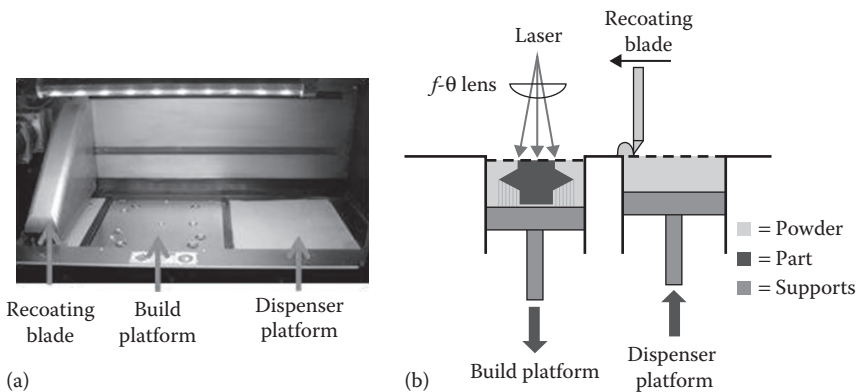 Laser
Recoating
blade
f-θ lens
= Powder
= Part
= Supports
Recoating
blade
Build
platform
Dispenser
platform
Build platform
Dispenser
platform
(a)
(b)